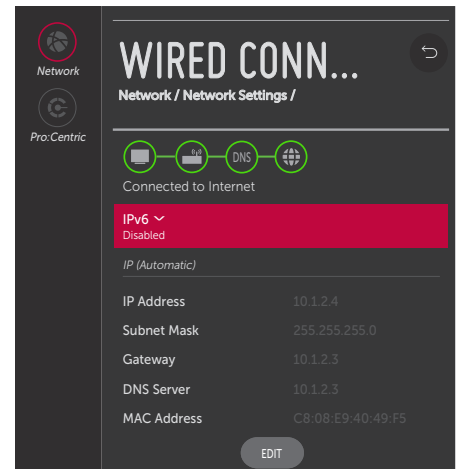 Network
Pro:Centric
WIRED CONN...
Network / Network Settings /
DNS
Connected to Internet
IPv6
Disabled
IP (Automatic)
IP Address 10.1.2.4
Subnet Mask 255.255.255.0
Gateway 10.1.2.3
DNS Server 10.1.2.3
MAC Address C8:08:E9:40:49:F5
EDIT